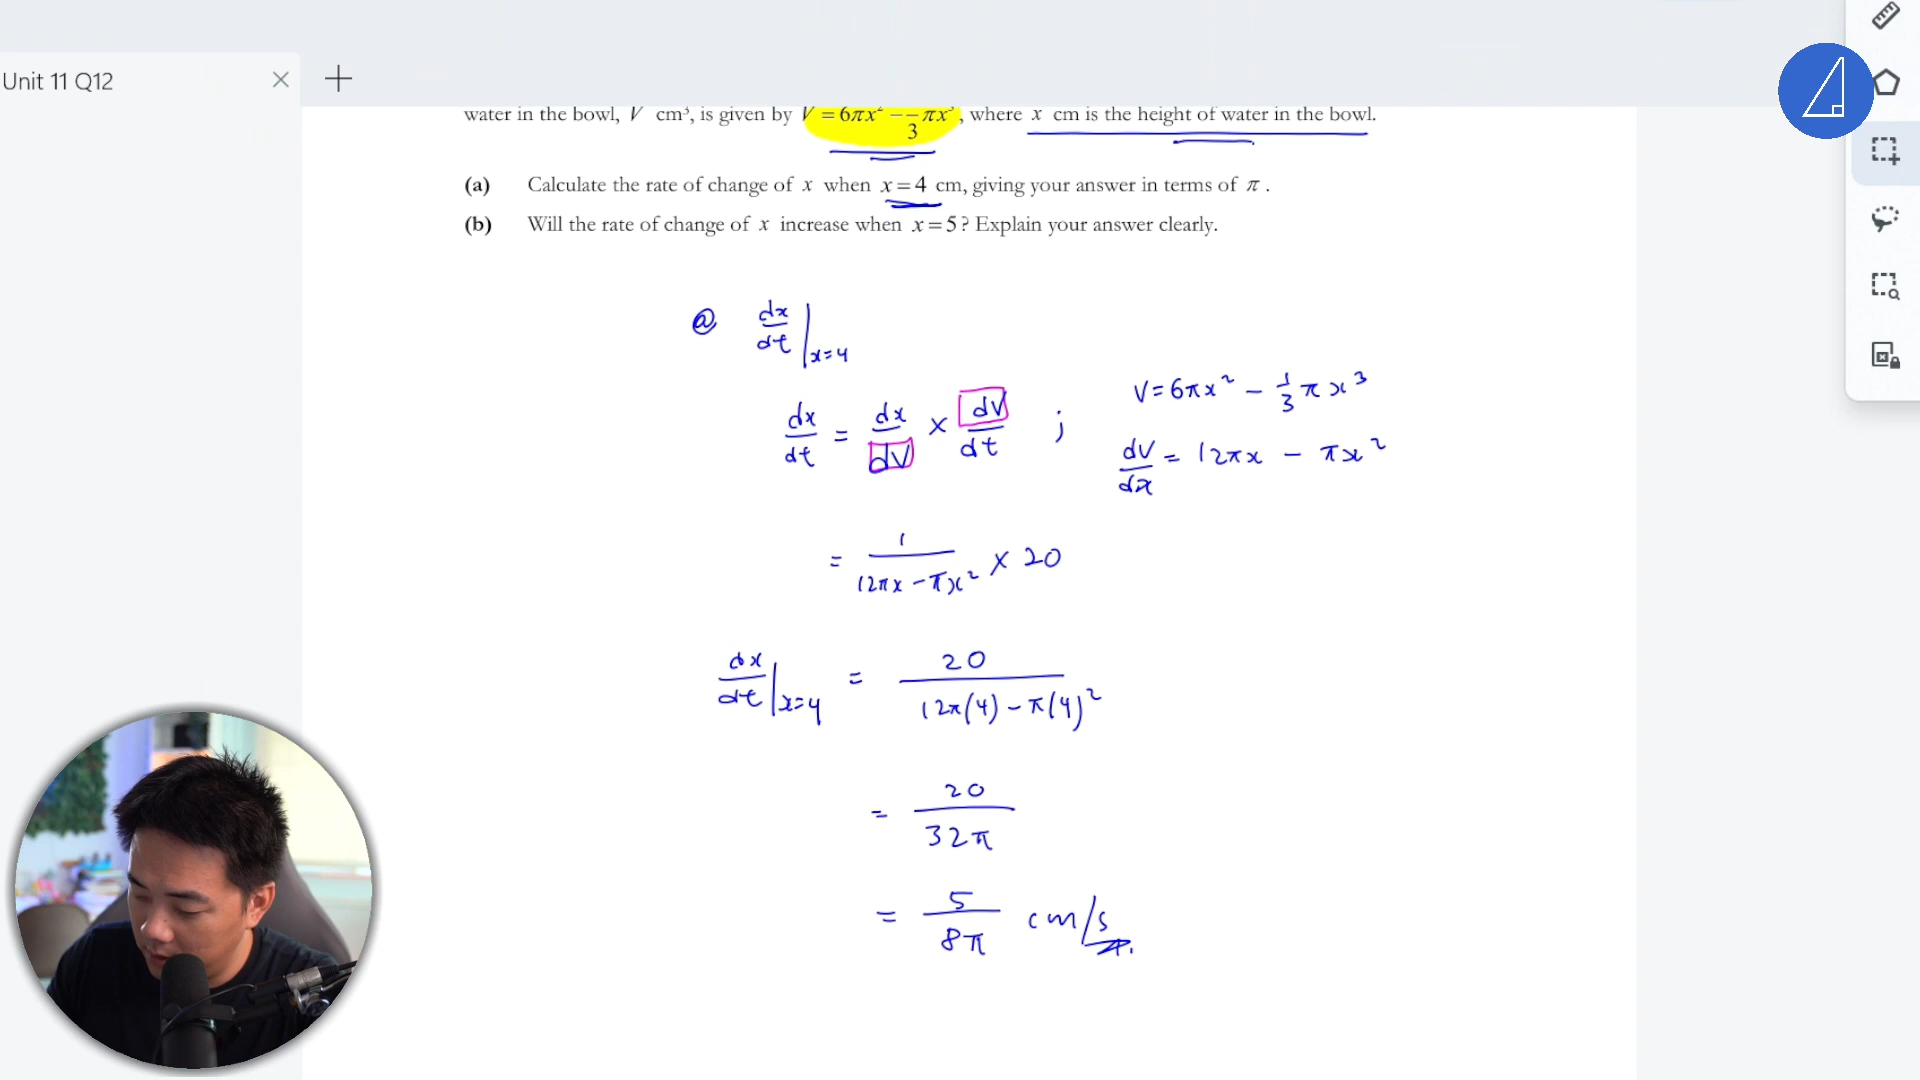 Unit 11 Q12
water in the bowl, V cm³, is given by V = 6πx² − —πx³, where x cm is the height of water in the bowl.
3
(a) Calculate the rate of change of x when x = 4 cm, giving your answer in terms of π .
(b) Will the rate of change of x increase when x = 5? Explain your answer clearly.
@ dx/dt |x=4
dx/dt = dx/dV × dV/dt ;
V = 6πx² − 1/3 πx³
dV/dx = 12πx − πx²
= 1/(12πx − πx²) × 20
dx/dt |x=4 = 20/(12π(4) − π(4)²)
= 20/32π
= 5/8π cm/s